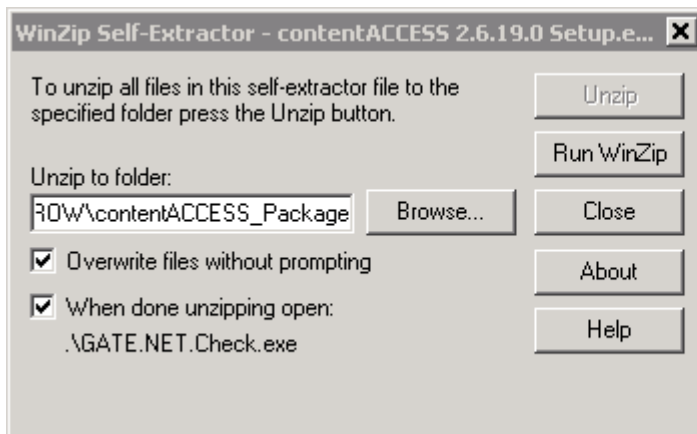 WinZip Self-Extractor - contentACCESS 2.6.19.0 Setup.e...
To unzip all files in this self-extractor file to the
specified folder press the Unzip button.
Unzip
Run WinZip
Unzip to folder:
ROW\contentACCESS_Package
Browse...
Close
Overwrite files without prompting
About
When done unzipping open:
.\GATE.NET.Check.exe
Help